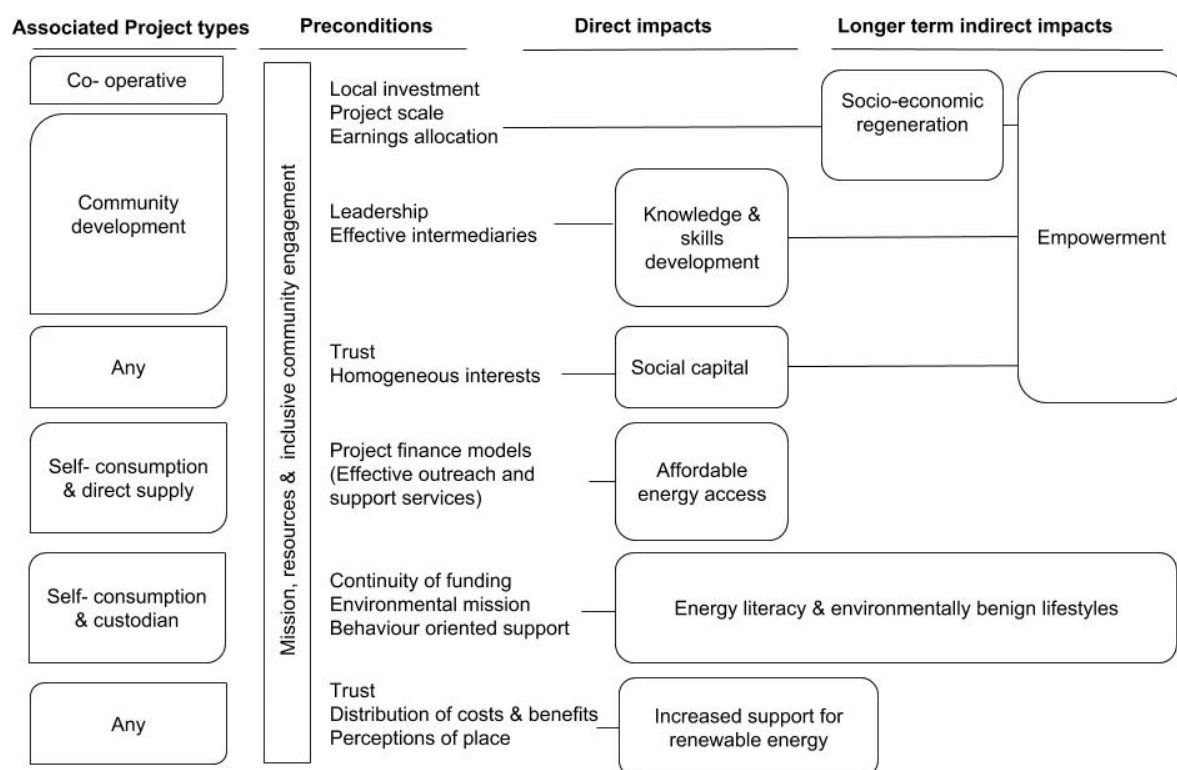 Associated Project types
Preconditions
Direct impacts
Longer term indirect impacts
Co- operative
Community
development
Any
Self- consumption
& direct supply
Self- consumption
& custodian
Any
Mission, resources & inclusive community engagement
Local investment
Project scale
Earnings allocation
Leadership
Effective intermediaries
Trust
Homogeneous interests
Project finance models
(Effective outreach and
support services)
Continuity of funding
Environmental mission
Behaviour oriented support
Trust
Distribution of costs & benefits
Perceptions of place
Knowledge &
skills
development
Social capital
Affordable
energy access
Energy literacy & environmentally benign lifestyles
Increased support for
renewable energy
Socio-economic
regeneration
Empowerment